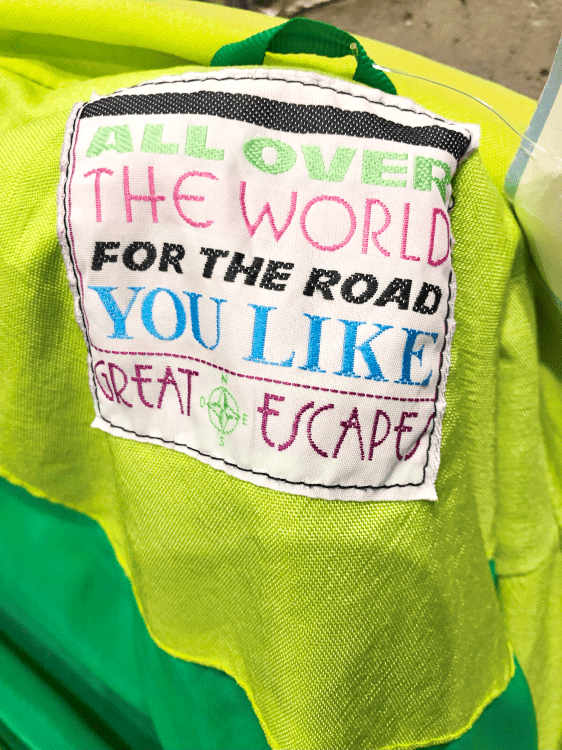 ALL OVER
THE WORLD
FOR THE ROAD
YOU LIKE
GREAT ESCAPES
N
O E
S